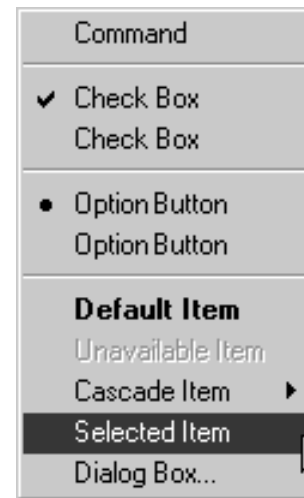 Command
Check Box
Check Box
Option Button
Option Button
Default Item
Unavailable Item
Cascade Item
Selected Item
Dialog Box...